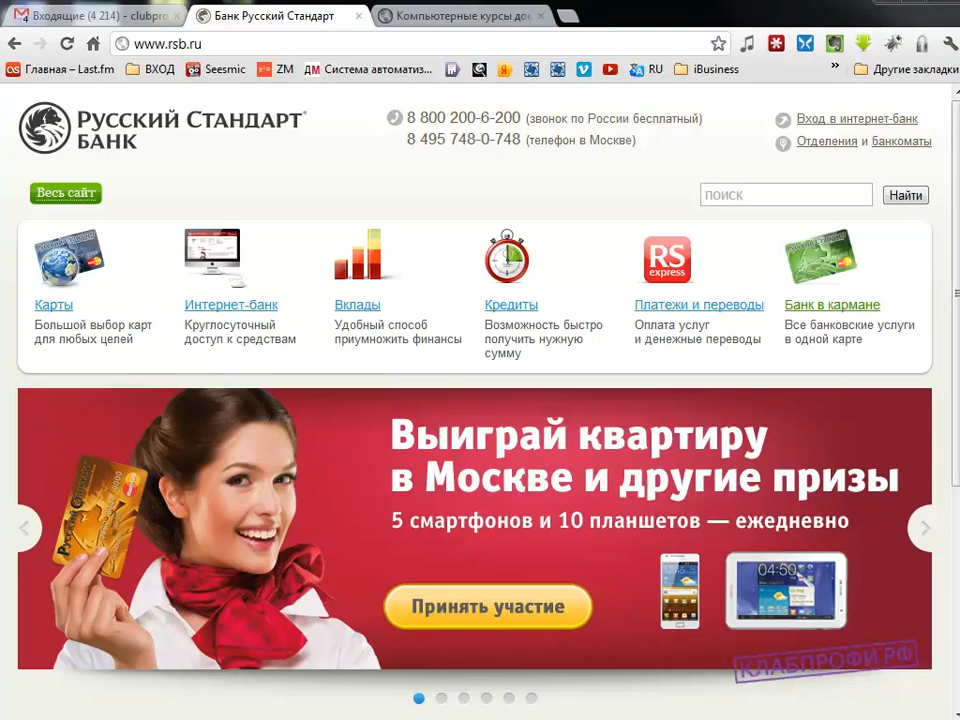 Входящие (4 214) - clubpro
Банк Русский Стандарт
Компьютерные курсы до
www.rsb.ru
Главная – Last.fm
ВХОД
Seesmic
ZM
Система автоматиз...
RU
iBusiness
Другие закладки
Русский Стандарт
БАНК
8 800 200-6-200 (звонок по России бесплатный)
8 495 748-0-748 (телефон в Москве)
Вход в интернет-банк
Отделения и банкоматы
Весь сайт
поиск
Найти
RS
express
Карты
Большой выбор карт
для любых целей
Интернет-банк
Круглосуточный
доступ к средствам
Вклады
Удобный способ
приумножить финансы
Кредиты
Возможность быстро
получить нужную
сумму
Платежи и переводы
Оплата услуг
и денежные переводы
Банк в кармане
Все банковские услуги
в одной карте
Выиграй квартиру
в Москве и другие призы
5 смартфонов и 10 планшетов — ежедневно
Принять участие
Русский Стандарт
04:50
КЛАБПРОФИ.РФ